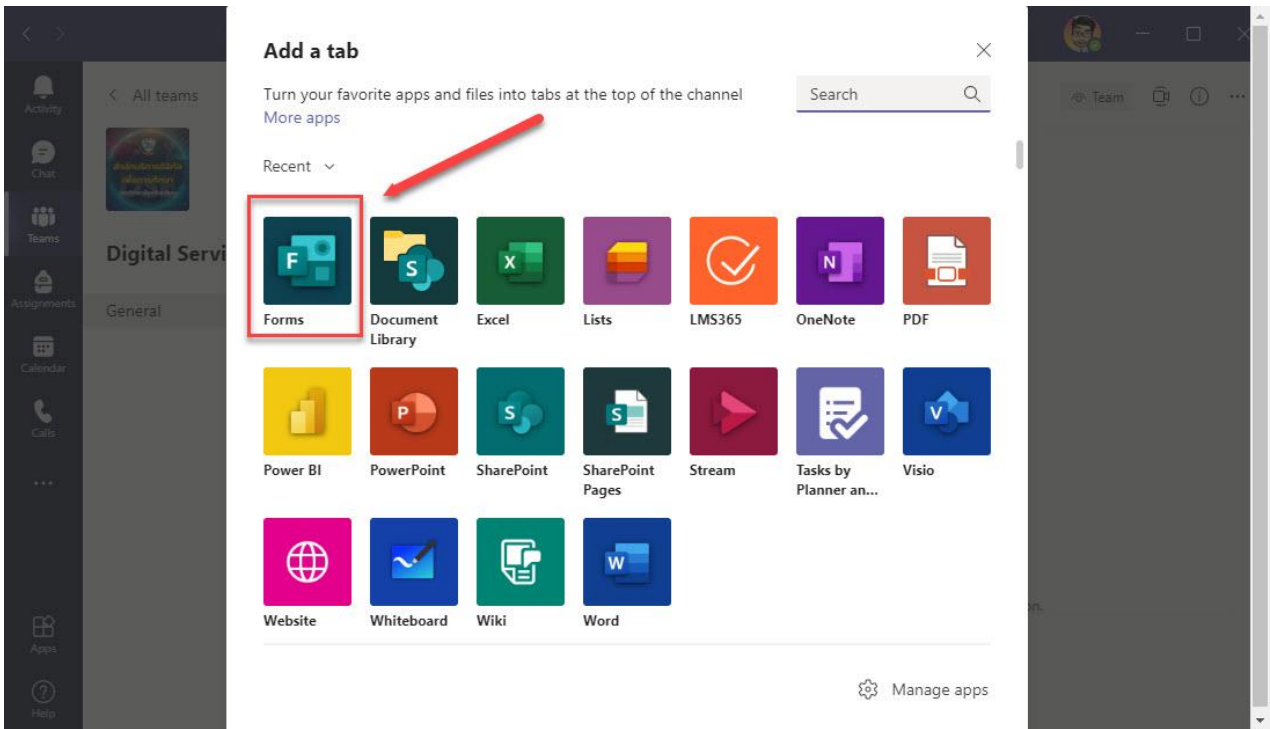 Add a tab
Turn your favorite apps and files into tabs at the top of the channel
More apps
Search
Recent
Activity
Chat
Teams
Assignments
Calendar
Calls
Apps
Help
All teams
Digital Servi
General
Team
F
S
X
N
Forms
Document
Library
Excel
Lists
LMS365
OneNote
PDF
P
S
S
V
Power BI
PowerPoint
SharePoint
SharePoint
Pages
Stream
Tasks by
Planner an...
Visio
W
Website
Whiteboard
Wiki
Word
on.
Manage apps